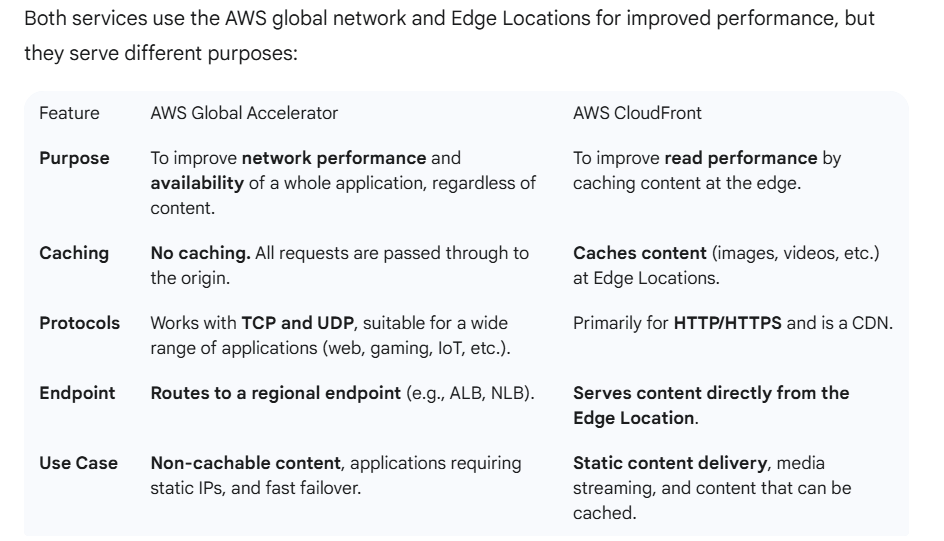 Both services use the AWS global network and Edge Locations for improved performance, but
they serve different purposes:
Feature AWS Global Accelerator AWS CloudFront
Purpose To improve network performance and To improve read performance by
availability of a whole application, regardless of caching content at the edge.
content.
Caching No caching. All requests are passed through to Caches content (images, videos, etc.)
the origin. at Edge Locations.
Protocols Works with TCP and UDP, suitable for a wide Primarily for HTTP/HTTPS and is a CDN.
range of applications (web, gaming, IoT, etc.).
Endpoint Routes to a regional endpoint (e.g., ALB, NLB). Serves content directly from the
Edge Location.
Use Case Non-cachable content, applications requiring Static content delivery, media
static IPs, and fast failover. streaming, and content that can be
cached.